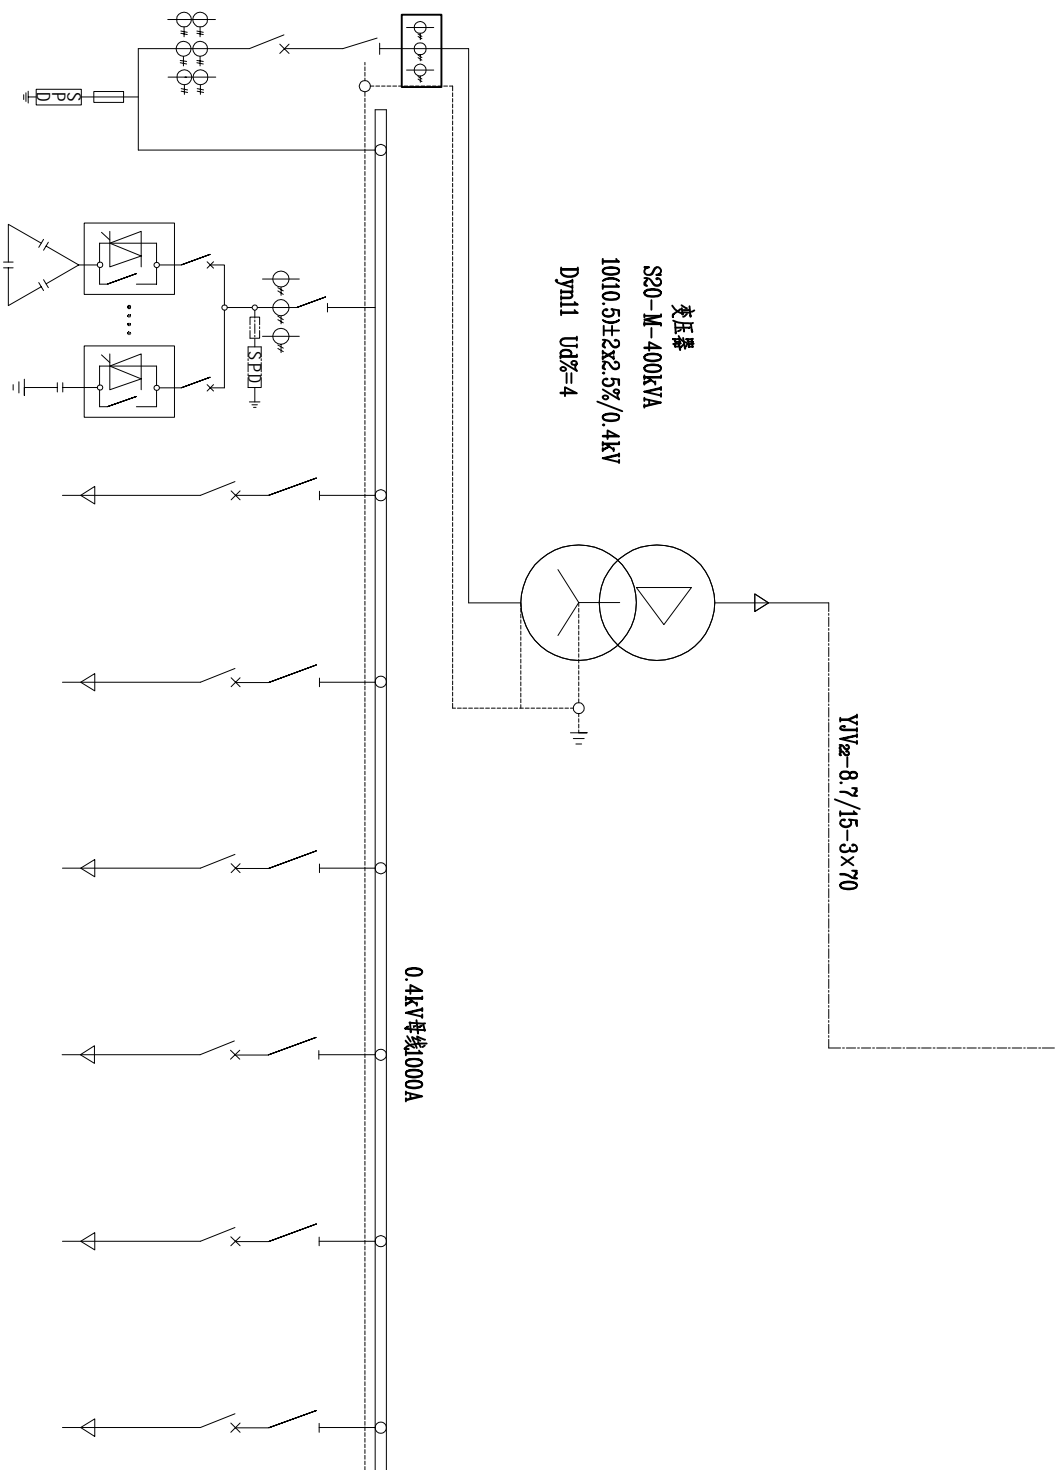 SPD
SPD
变压器
S20-M-400kVA
10(10.5)±2x2.5%/0.4kV
Dyn11 Ud%=4
YJV22-8.7/15-3×70
0.4kV母线1000A